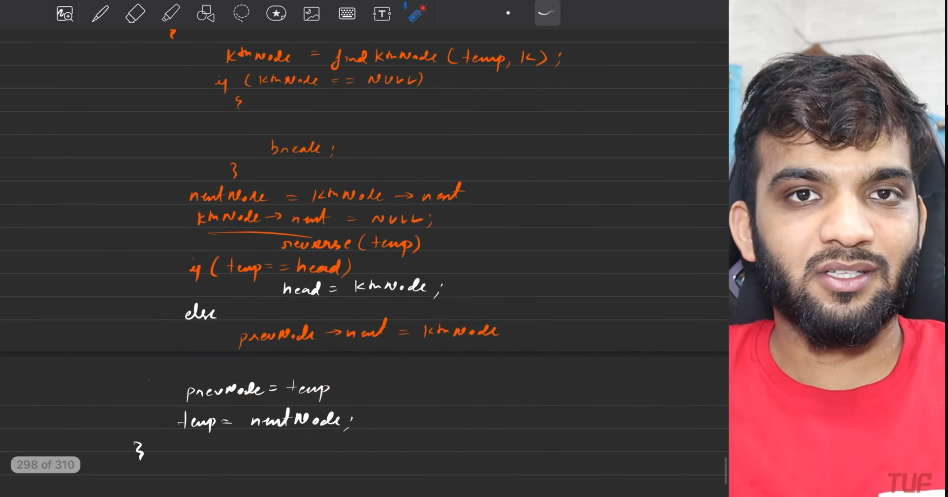 {
kthNode = findKthNode(temp, K);
if (kthNode == NULL)
{
break;
}
nextNode = kthNode → next
kthNode → next = NULL;
reverse(temp)
if (temp == head)
head = kthNode;
else
prevNode → next = kthNode
prevNode = temp
temp = nextNode;
}
298 of 310
TUF